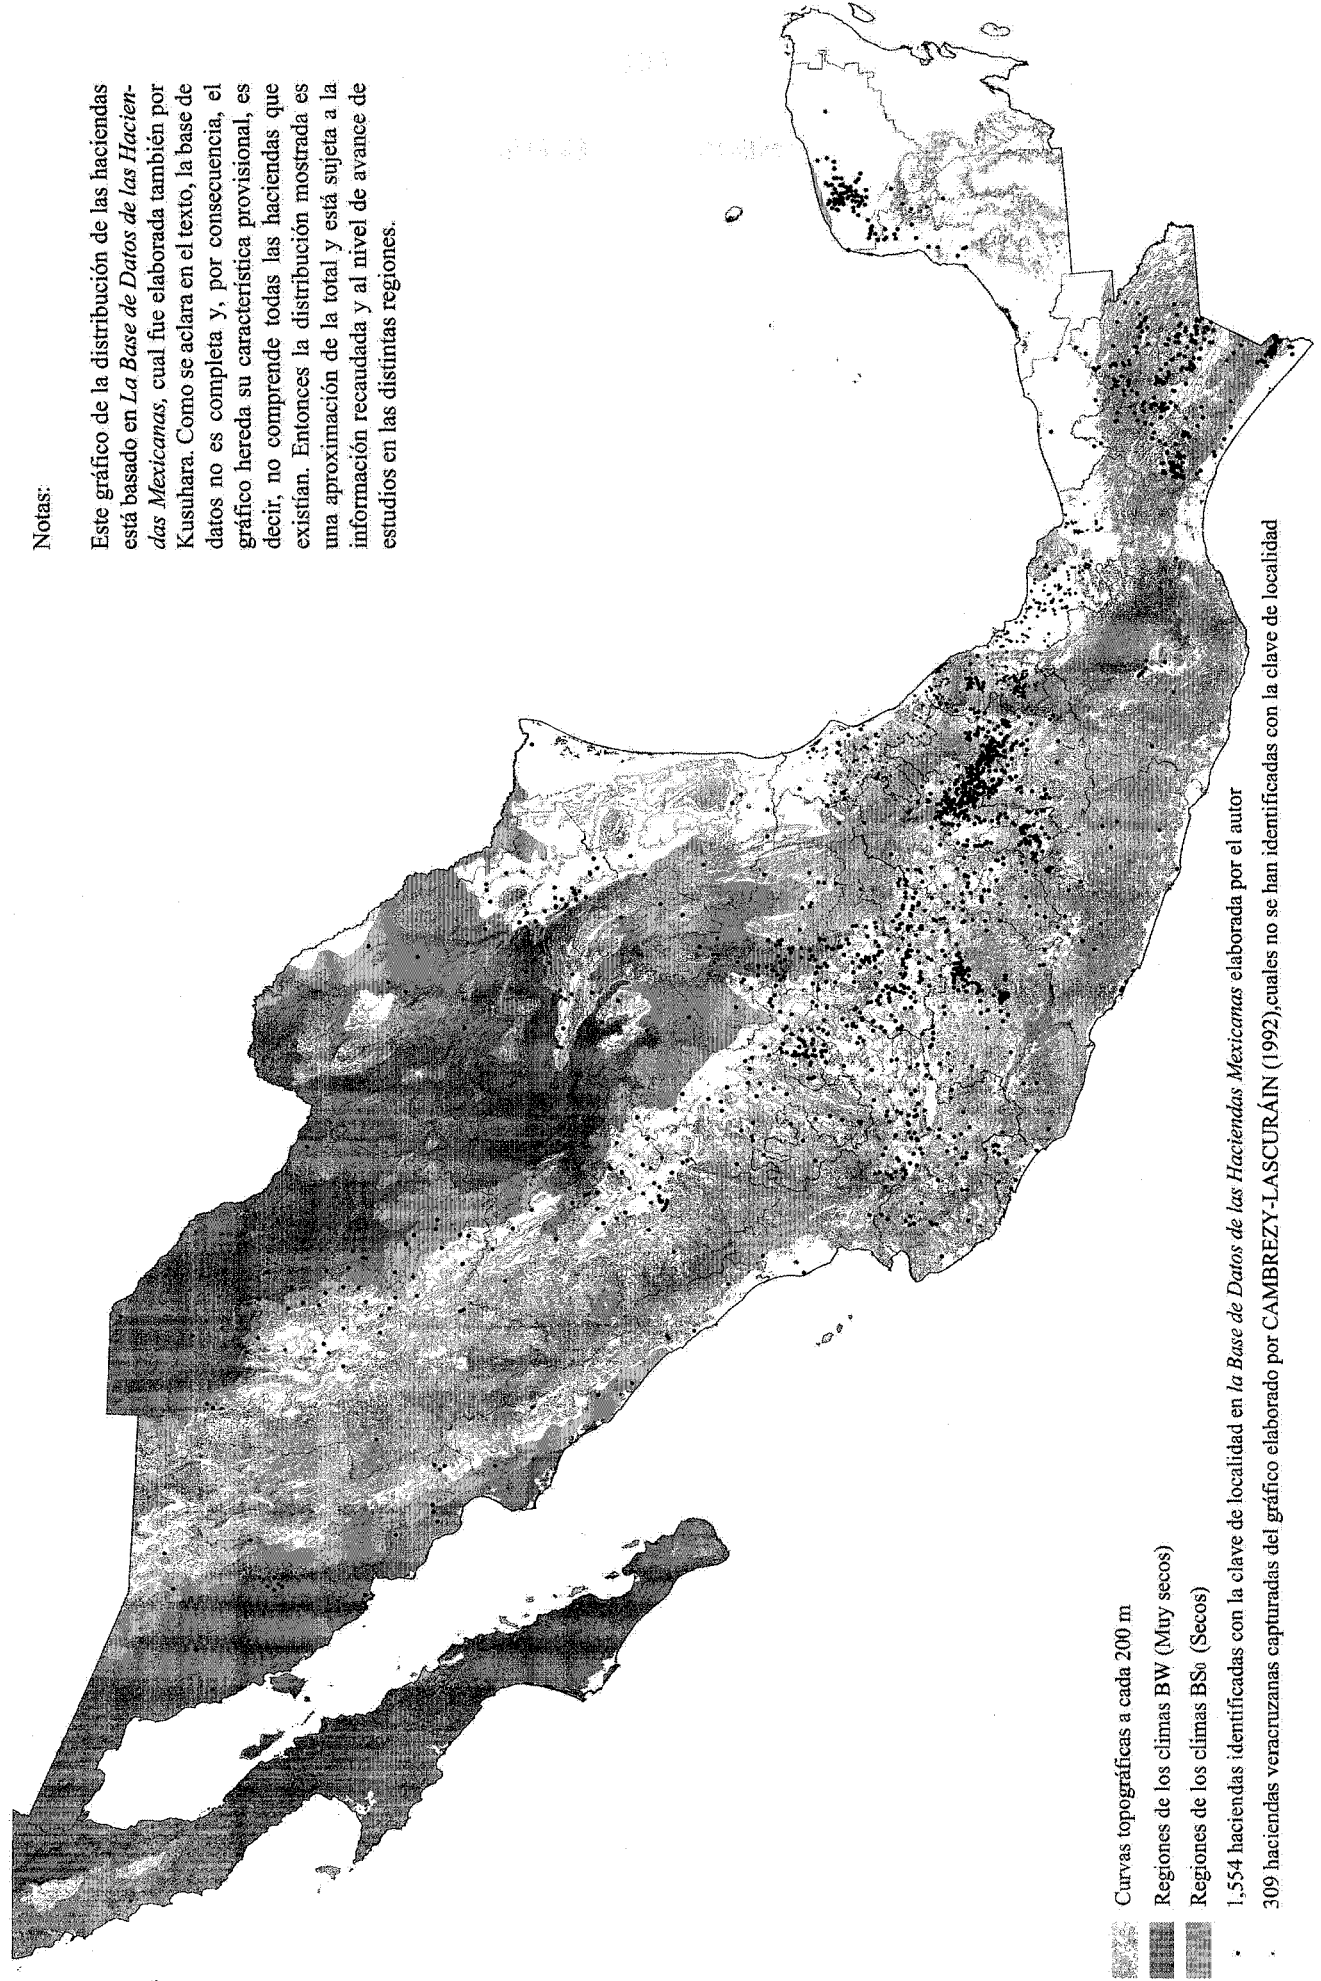 Notas:
Este gráfico de la distribución de las haciendas
está basado en La Base de Datos de las Hacien-
das Mexicanas, cual fue elaborada también por
Kusuhara. Como se aclara en el texto, la base de
datos no es completa y, por consecuencia, el
gráfico hereda su característica provisional, es
decir, no comprende todas las haciendas que
existían. Entonces la distribución mostrada es
una aproximación de la total y está sujeta a la
información recaudada y al nivel de avance de
estudios en las distintas regiones.
Curvas topográficas a cada 200 m
Regiones de los climas BW (Muy secos)
Regiones de los climas BS0 (Secos)
1,554 haciendas identificadas con la clave de localidad en la Base de Datos de las Haciendas Mexicanas elaborada por el autor
309 haciendas veracruzanas capturadas del gráfico elaborado por CAMBREZY-LASCURÁIN (1992),cuales no se han identificadas con la clave de localidad